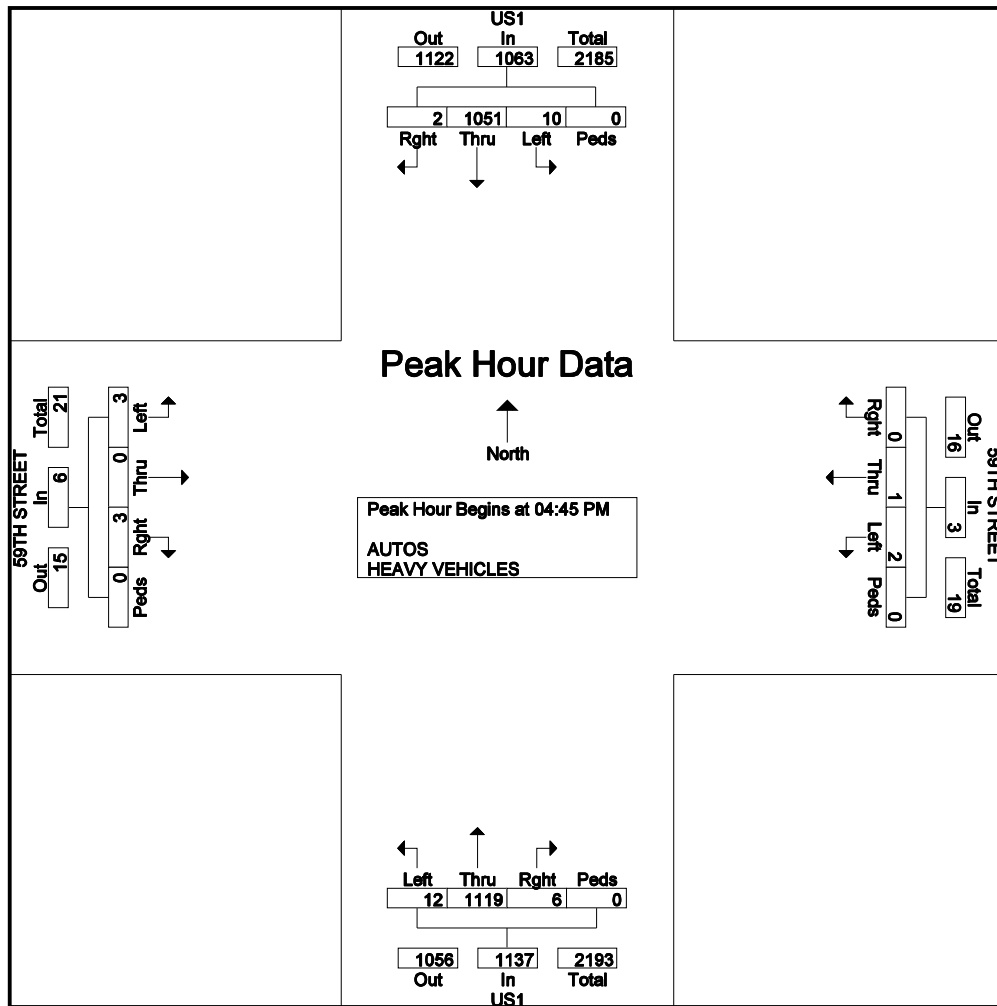 US1
Out In Total
1122 1063 2185
2 1051 10 0
Rght Thru Left Peds
Peak Hour Data
North
Peak Hour Begins at 04:45 PM
AUTOS
HEAVY VEHICLES
59TH STREET
Out In Total
15 6 21
Left Thru Rght Peds
3 0 3 0
59TH STREET
Out In Total
16 3 19
0 1 2 0
Rght Thru Left Peds
Left Thru Rght Peds
12 1119 6 0
1056 1137 2193
Out In Total
US1